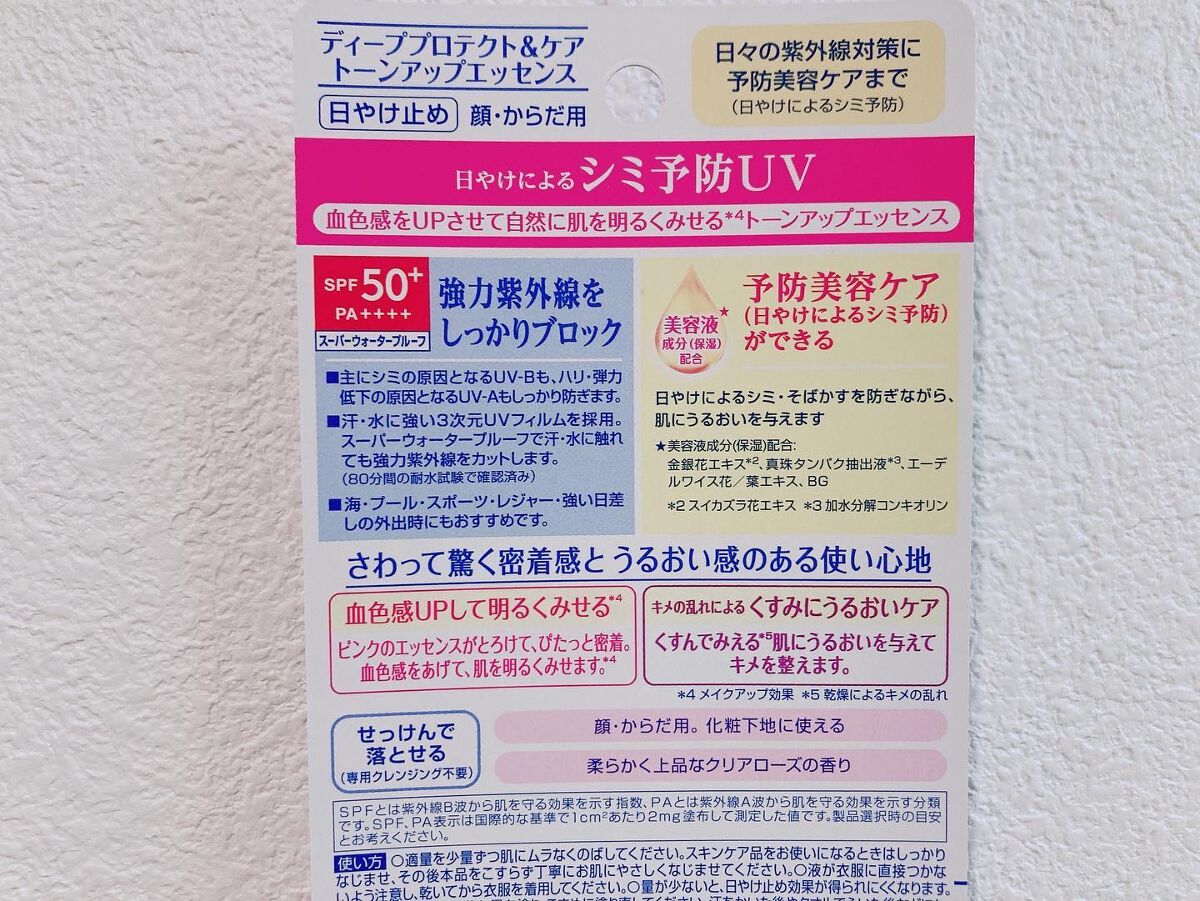 ディーププロテクト&ケア
トーンアップエッセンス
日やけ止め 顔・からだ用
日々の紫外線対策に
予防美容ケアまで
(日やけによるシミ予防)
日やけによるシミ予防UV
血色感をUPさせて自然に肌を明るくみせる*4トーンアップエッセンス
SPF50+
PA++++
スーパーウォータープルーフ
強力紫外線を
しっかりブロック
■主にシミの原因となるUV-Bも、ハリ・弾力
低下の原因となるUV-Aもしっかり防ぎます。
■汗・水に強い3次元UVフィルムを採用。
スーパーウォータープルーフで汗・水に触れ
ても強力紫外線をカットします。
(80分間の耐水試験で確認済み)
■海・プール・スポーツ・レジャー・強い日差
しの外出時にもおすすめです。
美容液★
成分(保湿)
配合
予防美容ケア
(日やけによるシミ予防)
ができる
日やけによるシミ・そばかすを防ぎながら、
肌にうるおいを与えます
★美容液成分(保湿)配合:
金銀花エキス*2、真珠タンパク抽出液*3、エーデ
ルワイス花/葉エキス、BG
*2 スイカズラ花エキス *3 加水分解コンキオリン
さわって驚く密着感と うるおい感のある使い心地
血色感UPして明るくみせる*4
ピンクのエッセンスがとろけて、ぴたっと密着。
血色感をあげて、肌を明るくみせます。*4
キメの乱れによる くすみにうるおいケア
くすんでみえる*5肌にうるおいを与えて
キメを整えます。
*4 メイクアップ効果 *5 乾燥によるキメの乱れ
せっけんで
落とせる
(専用クレンジング不要)
顔・からだ用。化粧下地に使える
柔らかく上品なクリアローズの香り
SPFとは紫外線B波から肌を守る効果を示す指数、PAとは紫外線A波から肌を守る効果を示す分類
です。SPF、PA表示は国際的な基準で1cm²あたり2mg塗布して測定した値です。製品選択時の目安
とお考えください。
使い方 ○適量を少量ずつ肌にムラなくのばしてください。スキンケア品をお使いになるときはしっかり
なじませ、その後本品をこすらず丁寧にお肌にやさしくなじませてください。○液が衣服に直接つかな
いよう注意し、乾いてから衣服を着用してください。○量が少ないと、日やけ止め効果が得られにくくなります。